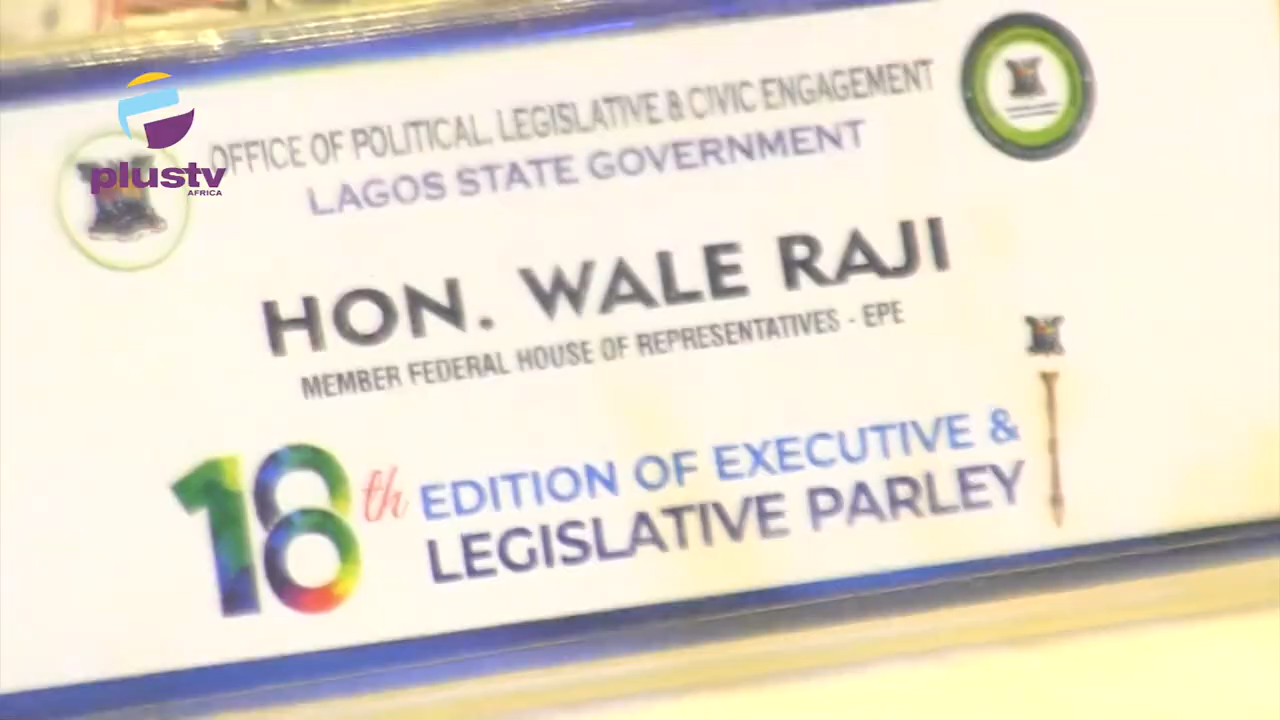 plustv
AFRICA
OFFICE OF POLITICAL, LEGISLATIVE & CIVIC ENGAGEMENT
LAGOS STATE GOVERNMENT
HON. WALE RAJI
MEMBER FEDERAL HOUSE OF REPRESENTATIVES - EPE
18th EDITION OF EXECUTIVE &
LEGISLATIVE PARLEY